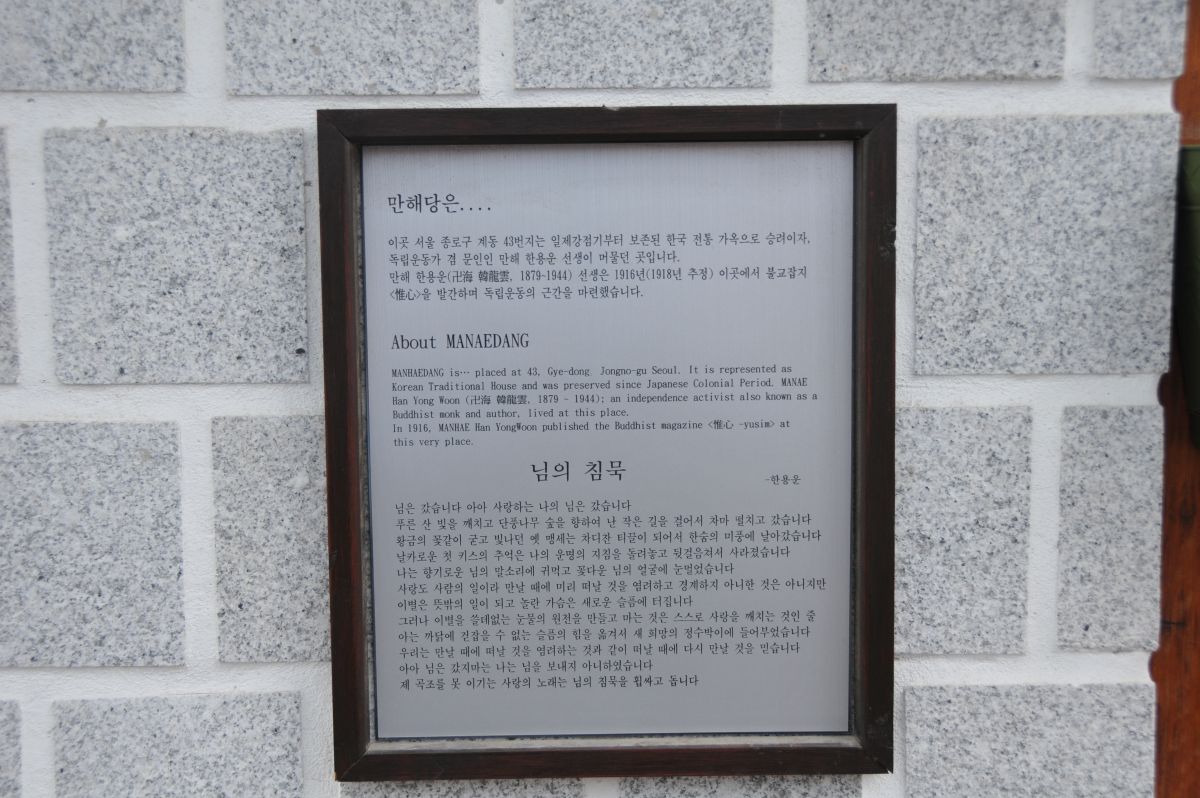 만해당은....
이곳 서울 종로구 계동 43번지는 일제강점기부터 보존된 한국 전통 가옥으로 승려이자,
독립운동가 겸 문인인 만해 한용운 선생이 머물던 곳입니다.
만해 한용운(卍海 韓龍雲, 1879~1944) 선생은 1916년(1918년 추정) 이곳에서 불교잡지
<惟心>을 발간하며 독립운동의 근간을 마련했습니다.
About MANAEDANG
MANHAEDANG is… placed at 43, Gye-dong  Jongno-gu Seoul. It is represented as
Korean Traditional House and was preserved since Japanese Colonial Period. MANAE
Han Yong Woon (卍海 韓龍雲, 1879 ~ 1944); an independence activist also known as a
Buddhist monk and author, lived at this place.
In 1916, MANHAE Han YongWoon published the Buddhist magazine <惟心 -yusim> at
this very place.
님의 침묵
-한용운
님은 갔습니다 아아 사랑하는 나의 님은 갔습니다
푸른 산 빛을 깨치고 단풍나무 숲을 향하여 난 작은 길을 걸어서 차마 떨치고 갔습니다
황금의 꽃같이 굳고 빛나던 옛 맹세는 차디찬 티끌이 되어서 한숨의 미풍에 날아갔습니다
날카로운 첫 키스의 추억은 나의 운명의 지침을 돌려놓고 뒷걸음쳐서 사라졌습니다
나는 향기로운 님의 말소리에 귀먹고 꽃다운 님의 얼굴에 눈멀었습니다
사랑도 사람의 일이라 만날 때에 미리 떠날 것을 염려하고 경계하지 아니한 것은 아니지만
이별은 뜻밖의 일이 되고 놀란 가슴은 새로운 슬픔에 터집니다
그러나 이별을 쓸데없는 눈물의 원천을 만들고 마는 것은 스스로 사랑을 깨치는 것인 줄
아는 까닭에 걷잡을 수 없는 슬픔의 힘을 옮겨서 새 희망의 정수박이에 들어부었습니다
우리는 만날 때에 떠날 것을 염려하는 것과 같이 떠날 때에 다시 만날 것을 믿습니다
아아 님은 갔지마는 나는 님을 보내지 아니하였습니다
제 곡조를 못 이기는 사랑의 노래는 님의 침묵을 휩싸고 돕니다